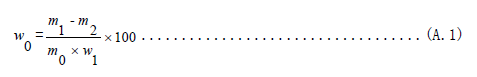 w₀ = (m₁ - m₂) / (m₀ × w₁) × 100 .................................. (A.1)